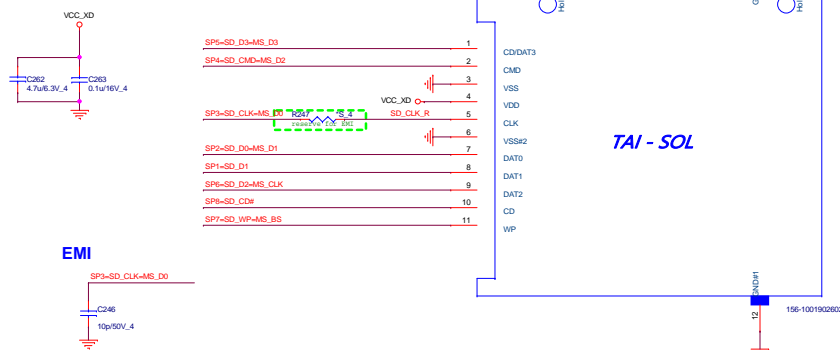 VCC_XD
C262
4.7u/6.3V_4
C263
0.1u/16V_4
SP5=SD_D3=MS_D3
1
CD/DAT3
SP4=SD_CMD=MS_D2
2
CMD
3
VSS
VCC_XD
4
VDD
SP3=SD_CLK=MS_D0
R247
*S_4
reserve for EMI
SD_CLK_R
5
CLK
6
VSS#2
SP2=SD_D0=MS_D1
7
DAT0
SP1=SD_D1
8
DAT1
SP6=SD_D2=MS_CLK
9
DAT2
SP8=SD_CD#
10
CD
SP7=SD_WP=MS_BS
11
WP
TAI - SOL
EMI
SP3=SD_CLK=MS_D0
C246
10p/50V_4
GND#1
12